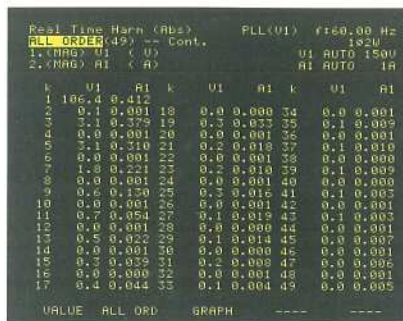 Real Time Harm (Abs) PLL(V1) f:60.00 Hz
ALL ORDER(49) -- Cont. 1Φ2W
1.(MAG) V1 ( V) V1 AUTO 150V
2.(MAG) A1 ( A) A1 AUTO 1A
k V1 A1 k V1 A1 k V1 A1
1 106.4 0.412
2 0.1 0.001 18 0.0 0.000 34 0.0 0.001
3 3.1 0.379 19 0.3 0.033 35 0.1 0.009
4 0.0 0.001 20 0.0 0.001 36 0.0 0.000
5 3.1 0.310 21 0.2 0.018 37 0.1 0.010
6 0.0 0.001 22 0.0 0.001 38 0.0 0.000
7 1.8 0.221 23 0.2 0.010 39 0.1 0.009
8 0.0 0.001 24 0.0 0.001 40 0.0 0.000
9 0.6 0.130 25 0.3 0.016 41 0.1 0.003
10 0.0 0.001 26 0.0 0.001 42 0.0 0.001
11 0.7 0.054 27 0.1 0.019 43 0.1 0.003
12 0.0 0.001 28 0.0 0.000 44 0.0 0.001
13 0.5 0.022 29 0.1 0.014 45 0.0 0.007
14 0.0 0.001 30 0.0 0.000 46 0.0 0.001
15 0.3 0.039 31 0.2 0.008 47 0.0 0.006
16 0.0 0.000 32 0.0 0.001 48 0.0 0.001
17 0.4 0.044 33 0.1 0.004 49 0.0 0.005
VALUE ALL ORD GRAPH ---- ----